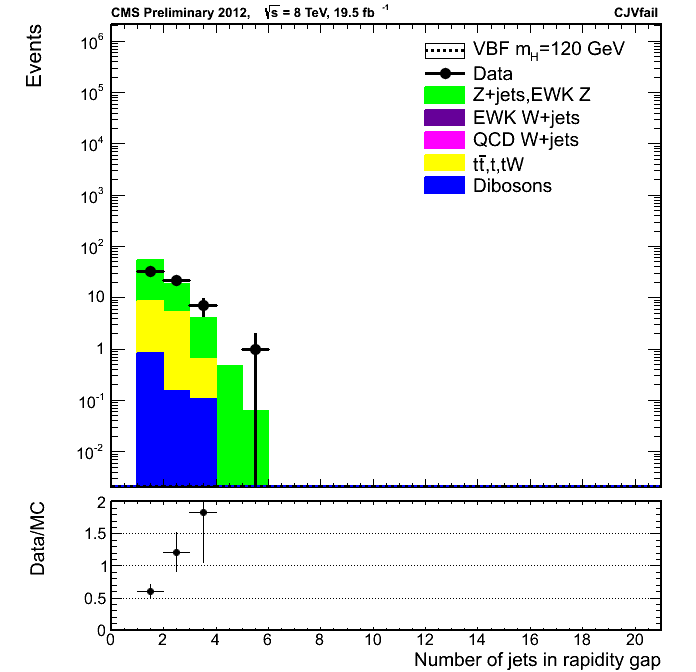 CMS Preliminary 2012, √s = 8 TeV, 19.5 fb⁻¹ CJVfail
Events
10⁶
10⁵
10⁴
10³
10²
10
1
10⁻¹
10⁻²
VBF m_H=120 GeV
Data
Z+jets,EWK Z
EWK W+jets
QCD W+jets
tt̄,t,tW
Dibosons
Data/MC
2
1.5
1
0.5
0
0 2 4 6 8 10 12 14 16 18 20
Number of jets in rapidity gap